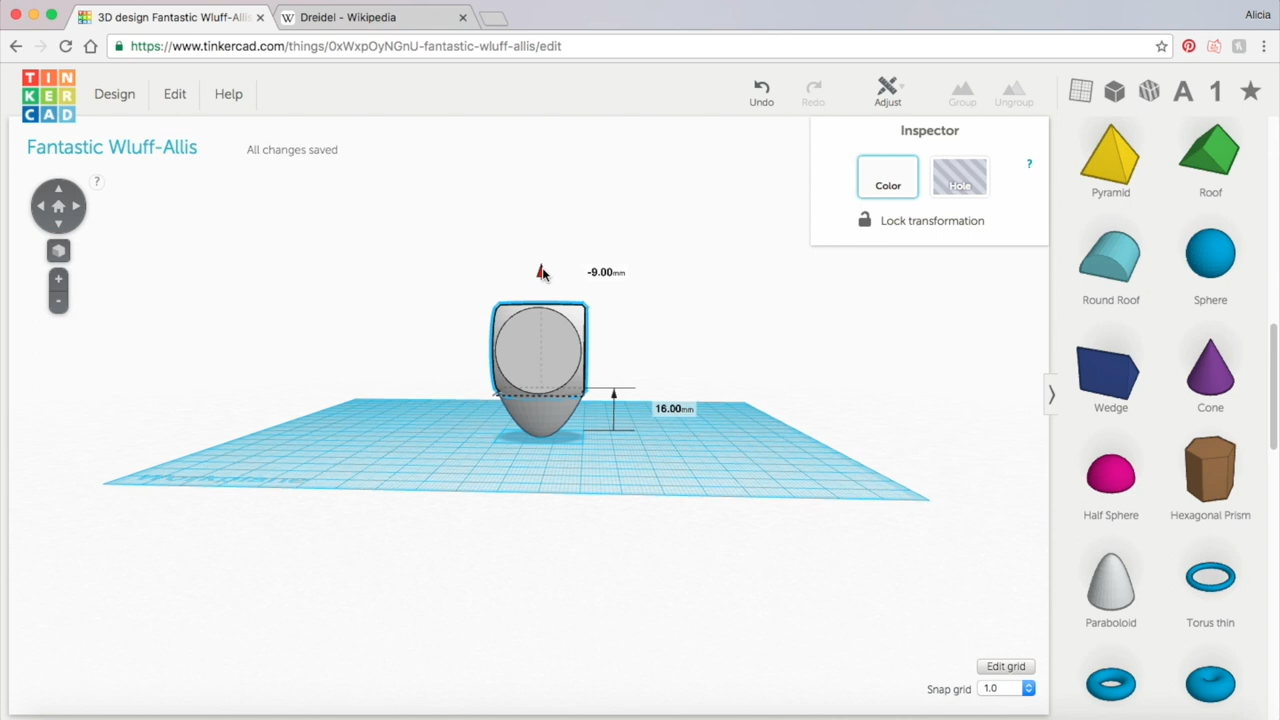 3D design Fantastic Wluff-Allis
W Dreidel - Wikipedia
Alicia
https://www.tinkercad.com/things/0xWxpOyNGnU-fantastic-wluff-allis/edit
TIN
KER
CAD
Design
Edit
Help
Undo
Redo
Adjust
Group
Ungroup
A
1
Fantastic Wluff-Allis
All changes saved
?
Inspector
Color
Hole
?
Lock transformation
-9.00mm
16.00mm
+
-
Pyramid
Roof
Round Roof
Sphere
Wedge
Cone
Half Sphere
Hexagonal Prism
Paraboloid
Torus thin
Edit grid
Snap grid
1.0